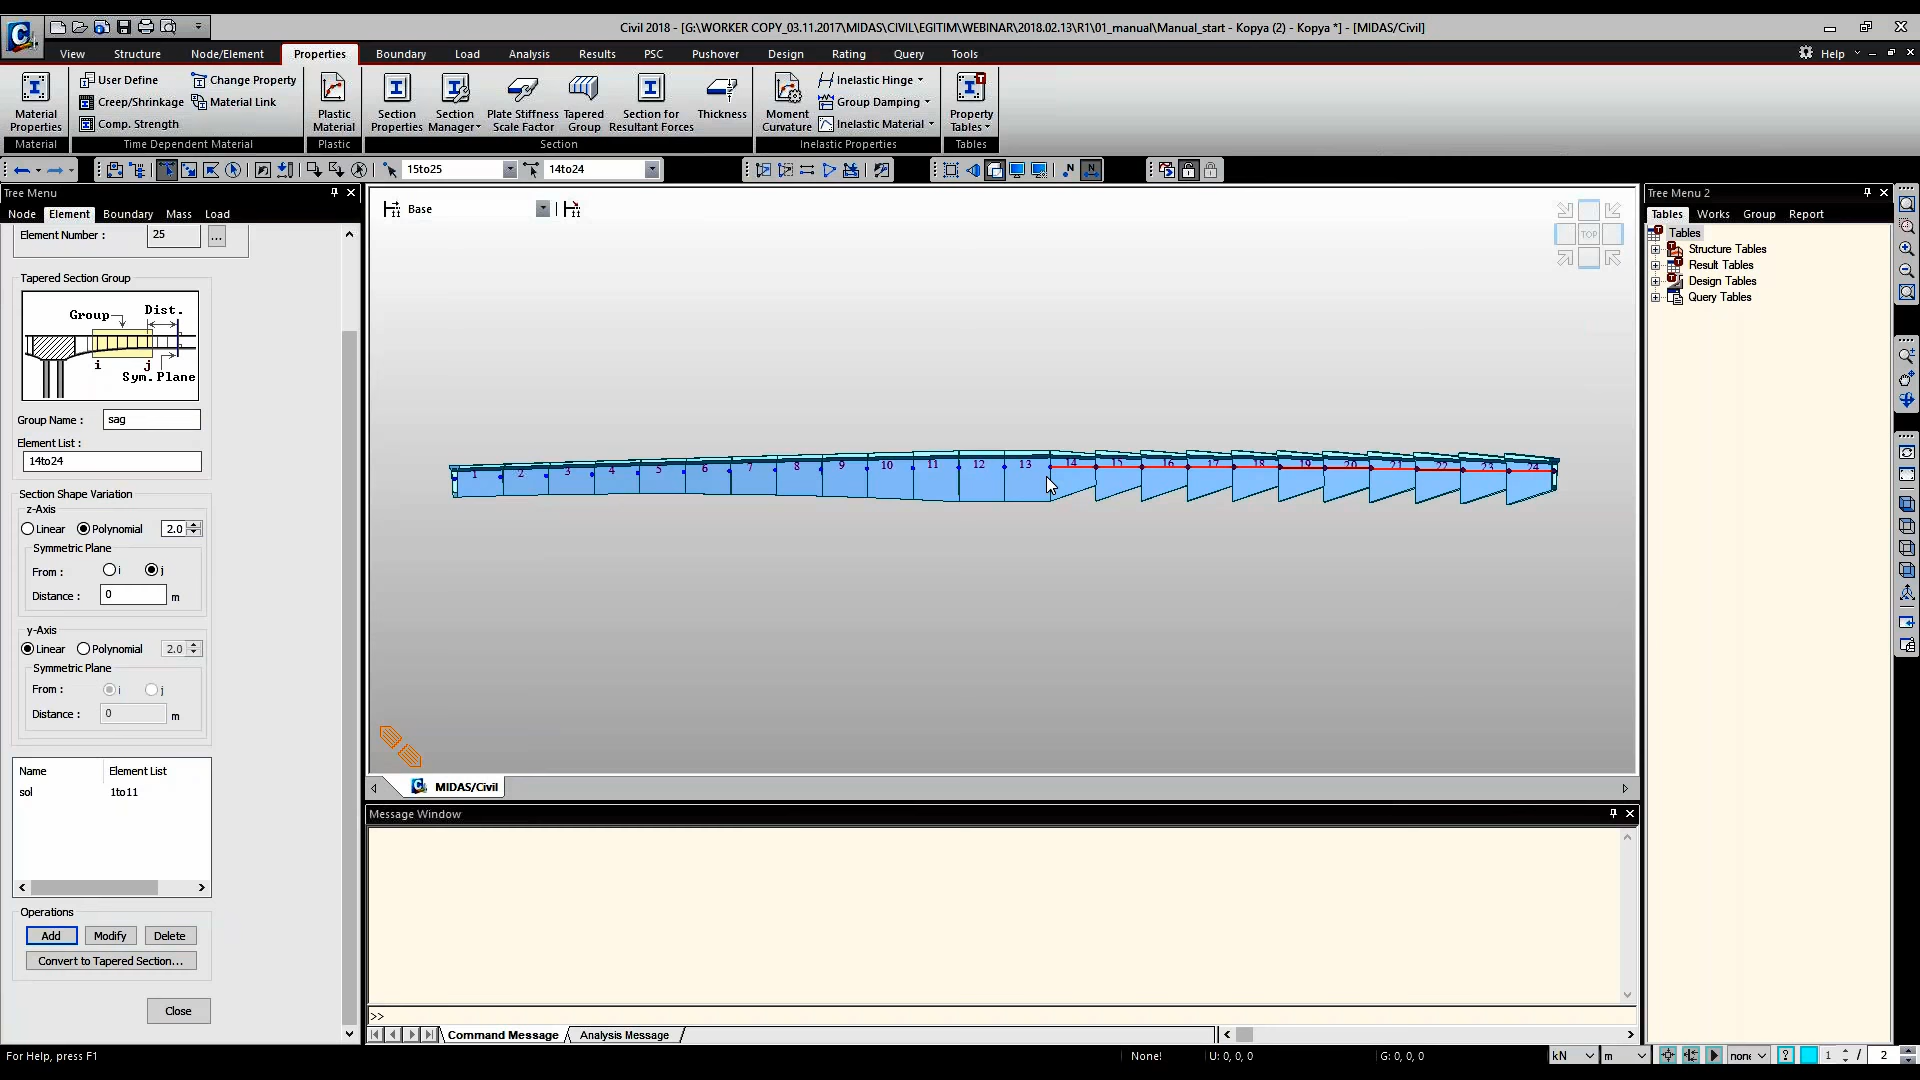 Civil 2018 - [G:\WORKER COPY_03.11.2017\MIDAS\CIVIL\EGITIM\WEBINAR\2018.02.13\R1\01_manual\Manual_start - Kopya (2) - Kopya *] - [MIDAS/Civil]
View Structure Node/Element Properties Boundary Load Analysis Results PSC Pushover Design Rating Query Tools Help
Material Properties
User Define
Creep/Shrinkage
Comp. Strength
Change Property
Material Link
Plastic Material
Section Properties
Section Manager
Plate Stiffness Scale Factor
Tapered Group
Section for Resultant Forces
Thickness
Moment Curvature
Inelastic Hinge
Group Damping
Inelastic Material
Property Tables
Material Time Dependent Material Plastic Section Inelastic Properties Tables
15to25 14to24
Tree Menu
Node Element Boundary Mass Load
Element Number : 25 ...
Tapered Section Group
Group Dist.
i j
Sym.Plane
Group Name : sag
Element List :
14to24
Section Shape Variation
z-Axis
Linear Polynomial 2.0
Symmetric Plane
From : i j
Distance : 0 m
y-Axis
Linear Polynomial 2.0
Symmetric Plane
From : i j
Distance : 0 m
Name Element List
sol 1to11
Operations
Add Modify Delete
Convert to Tapered Section...
Close
Base
TOP
1 2 3 4 5 6 7 8 9 10 11 12 13 14 15 16 17 18 19 20 21 22 23 24
MIDAS/Civil
Message Window
>>
Command Message Analysis Message
Tree Menu 2
Tables Works Group Report
Tables
Structure Tables
Result Tables
Design Tables
Query Tables
For Help, press F1 None! U: 0, 0, 0 G: 0, 0, 0 kN m none ? 1 / 2